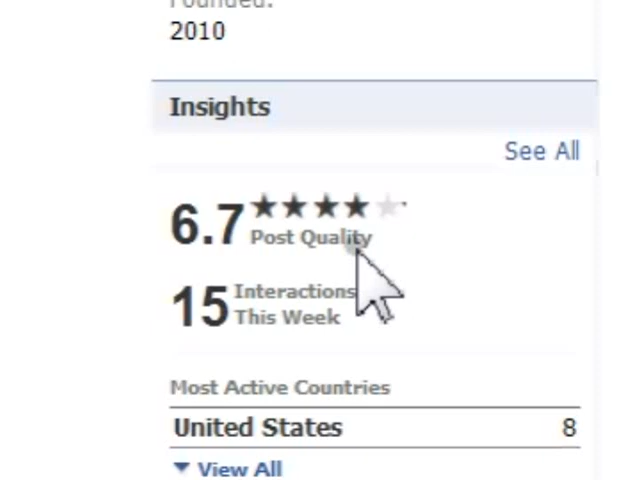 Founded:
2010
Insights
See All
6.7 Post Quality
15 Interactions
This Week
Most Active Countries
United States 8
View All